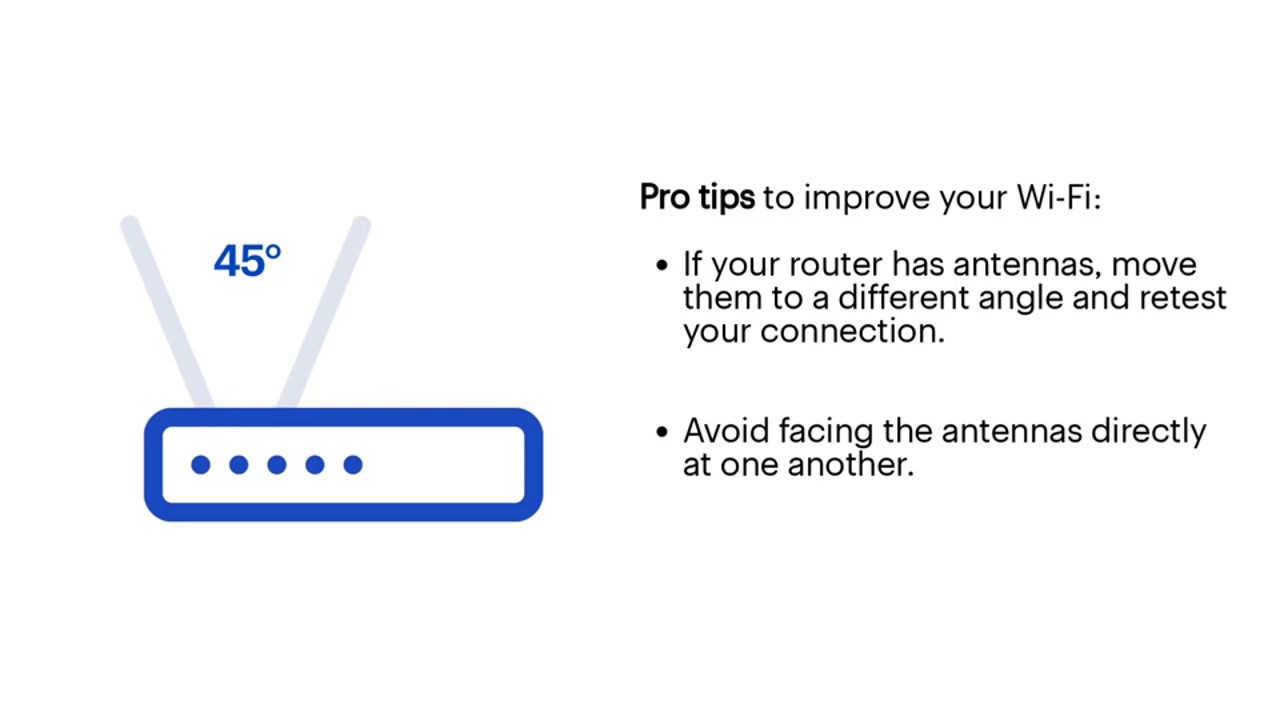 45°
Pro tips to improve your Wi-Fi:
• If your router has antennas, move
them to a different angle and retest
your connection.
• Avoid facing the antennas directly
at one another.